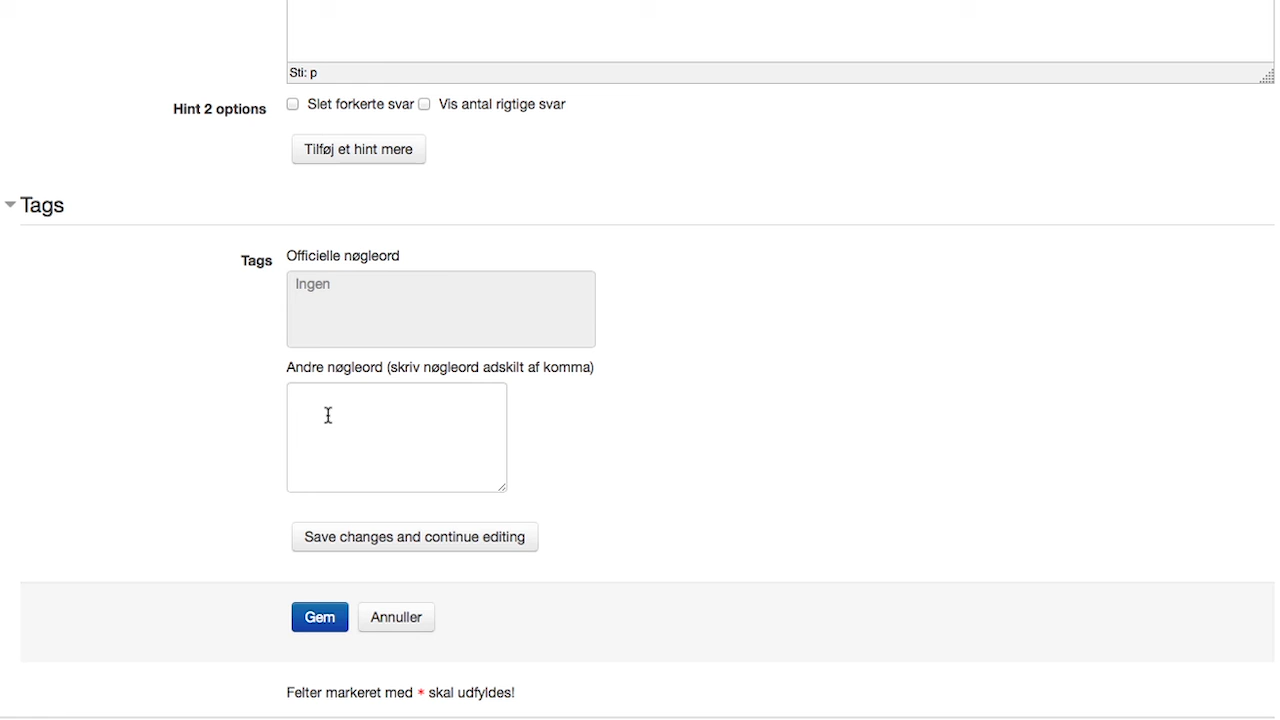 Sti: p
Hint 2 options Slet forkerte svar Vis antal rigtige svar
Tilføj et hint mere
Tags
Tags Officielle nøgleord
Ingen
Andre nøgleord (skriv nøgleord adskilt af komma)
Save changes and continue editing
Gem Annuller
Felter markeret med * skal udfyldes!